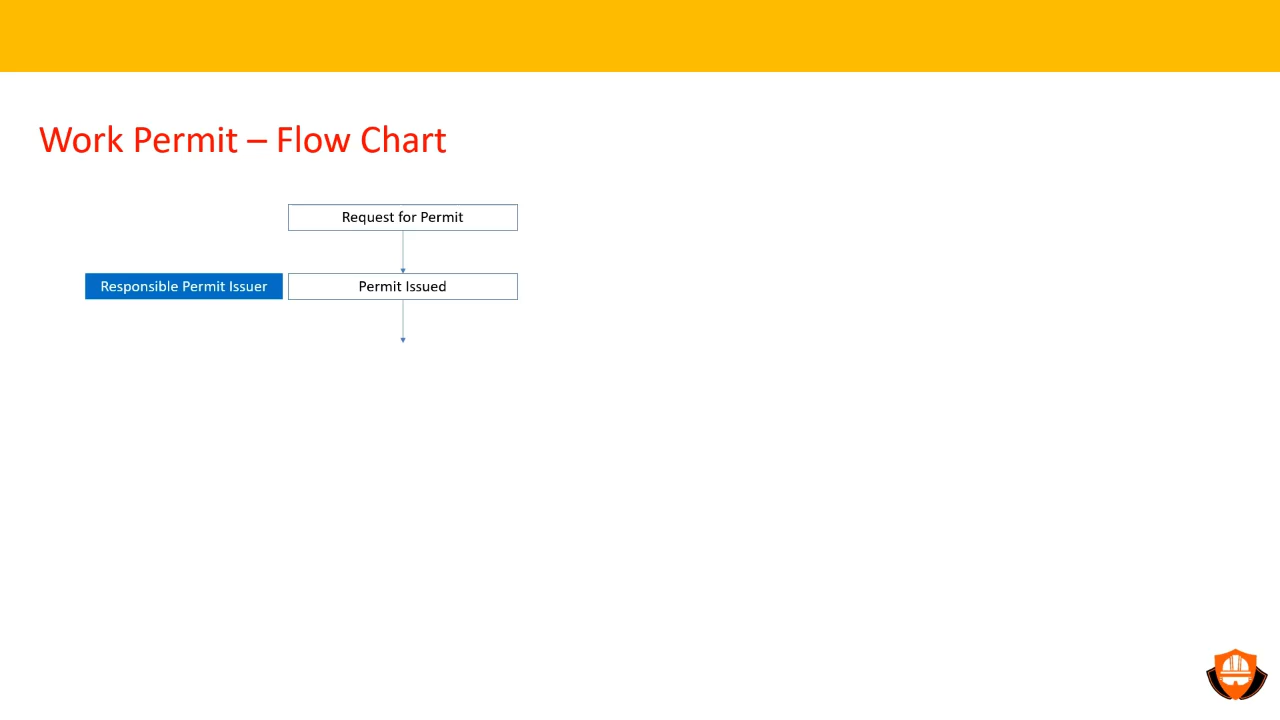 Work Permit – Flow Chart
Request for Permit
Responsible Permit Issuer
Permit Issued